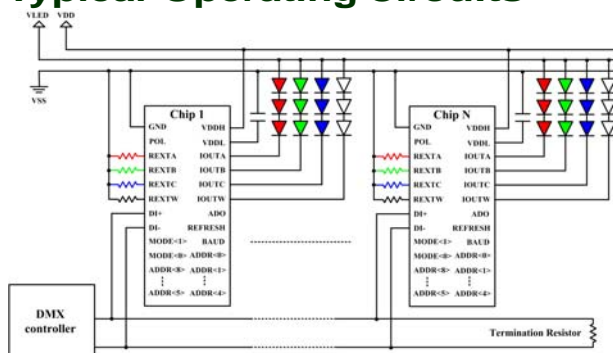 Typical Operating Circuits
VLED VDD
VSS
Chip 1
GND VDDH
POL VDDL
REXTA IOUTA
REXTB IOUTB
REXTC IOUTC
REXTW IOUTW
DI+ ADO
DI- REFRESH
MODE<1> BAUD
MODE<0> ADDR<0>
ADDR<8> ADDR<1>
ADDR<5> ADDR<4>
Chip N
GND VDDH
POL VDDL
REXTA IOUTA
REXTB IOUTB
REXTC IOUTC
REXTW IOUTW
DI+ ADO
DI- REFRESH
MODE<1> BAUD
MODE<0> ADDR<0>
ADDR<8> ADDR<1>
ADDR<5> ADDR<4>
DMX
controller
Termination Resistor